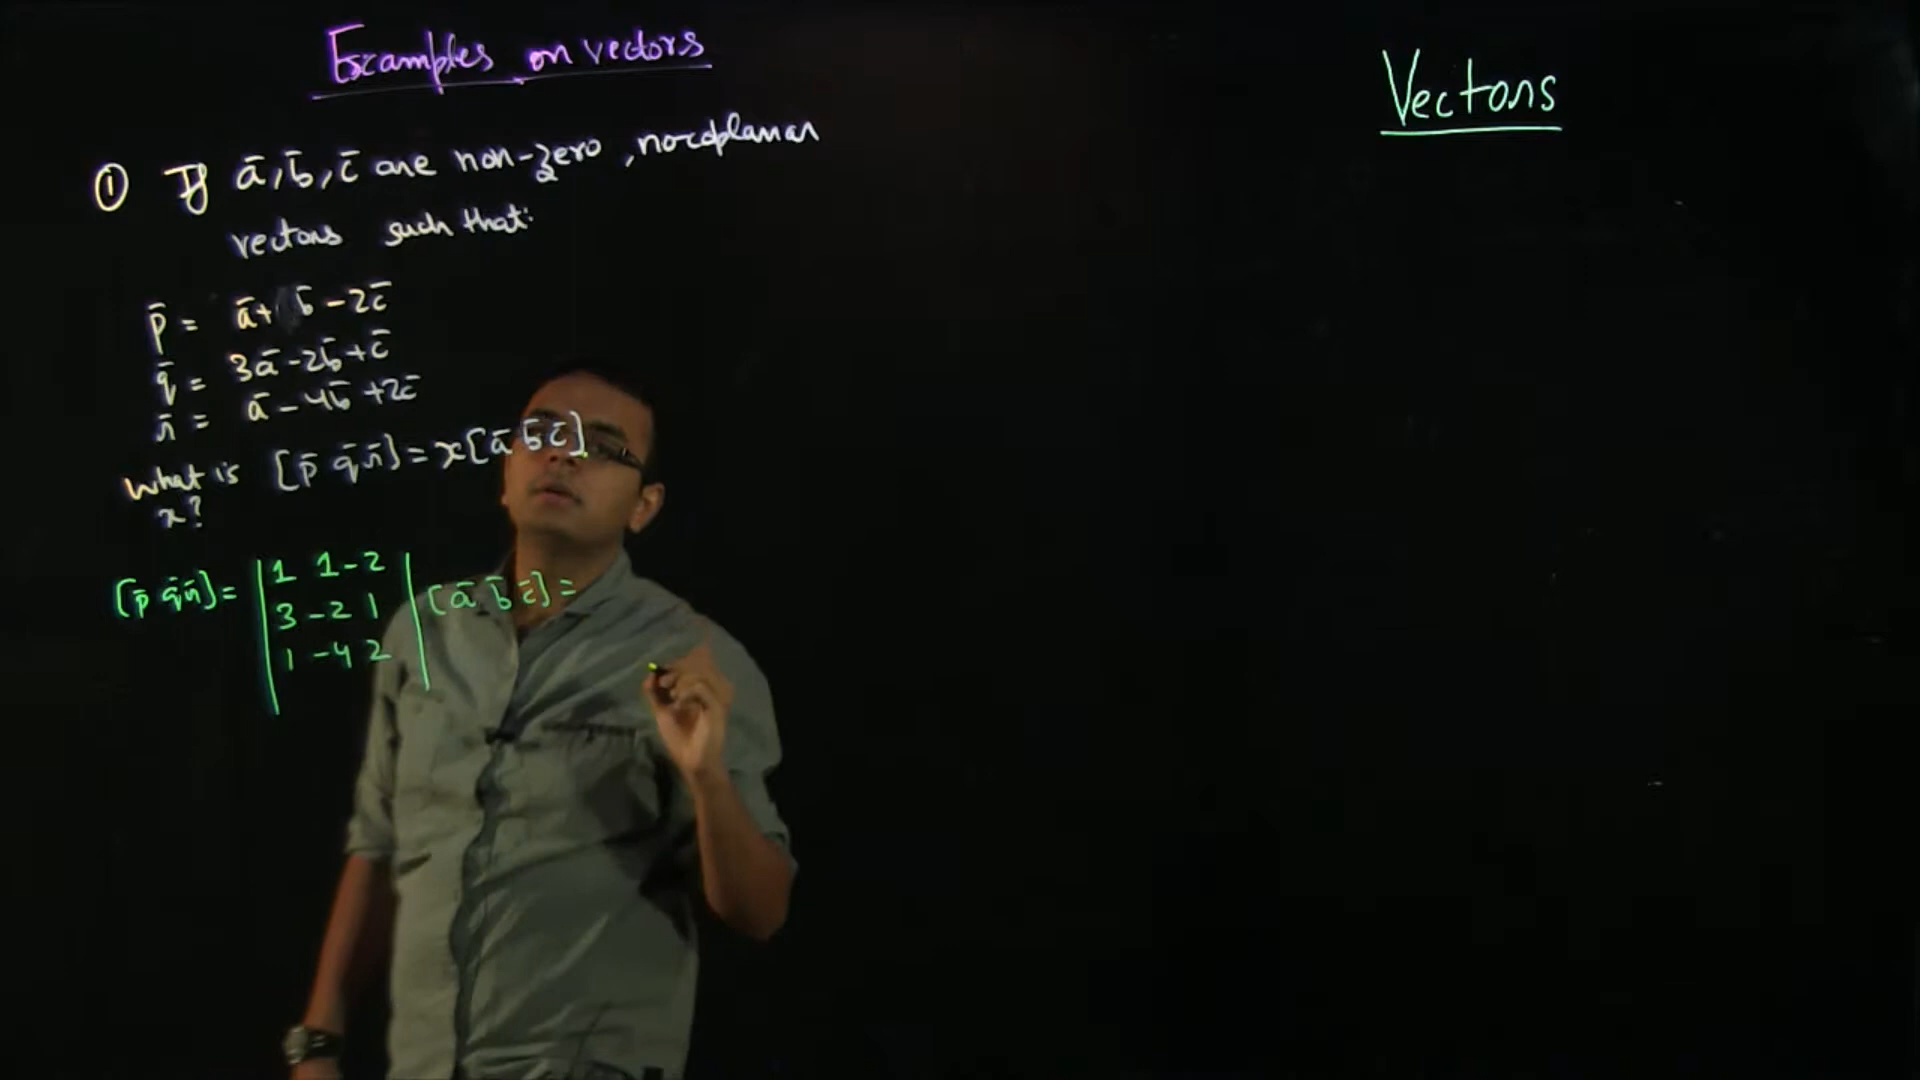 Examples on vectors
Vectors
① If ā, b̄, c̄ are non-zero, nocoplanar
vectors such that:
p̄ = ā + b̄ - 2c̄
q̄ = 3ā - 2b̄ + c̄
r̄ = ā - 4b̄ + 2c̄
What is [p̄ q̄ r̄] = x[ā b̄ c̄].
x?
[p̄ q̄ r̄] = | 1 1 -2 | [ā b̄ c̄] =
3 -2 1
1 -4 2